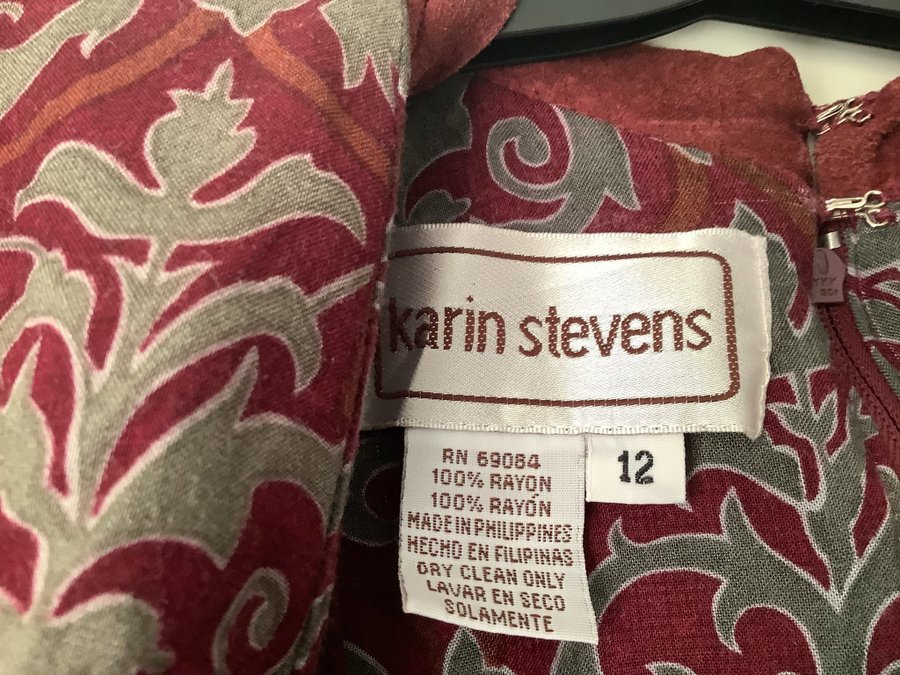 karin stevens
12
RN 69084
100% RAYON
100% RAYÓN
MADE IN PHILIPPINES
HECHO EN FILIPINAS
DRY CLEAN ONLY
LAVAR EN SECO
SOLAMENTE